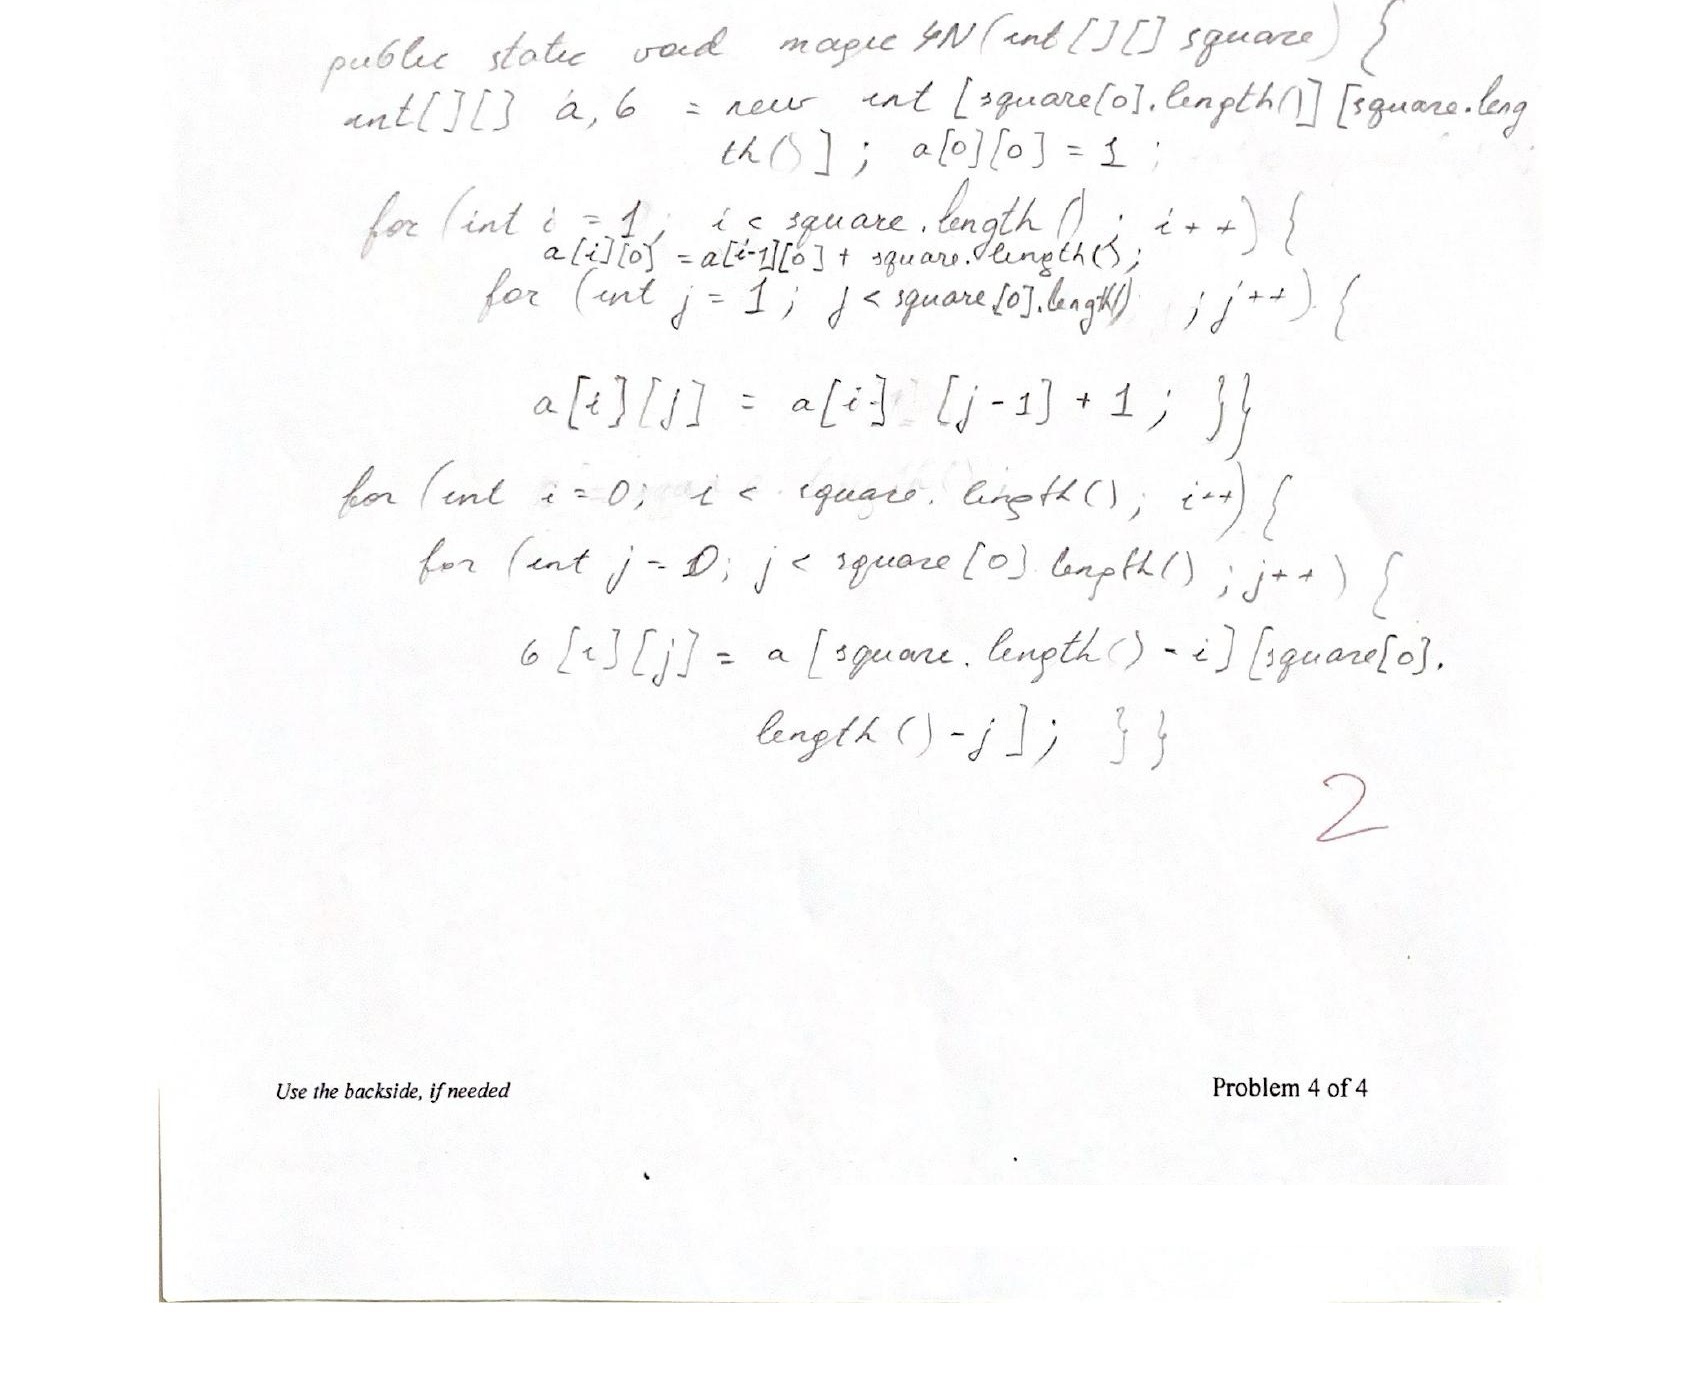 public static void magic4N(int[][] square) {
int[][] a, b = new int [square[0].length()] [square.leng
th()]; a[0][0] = 1;
for (int i = 1; i < square.length(); i++) {
a[i][0] = a[i-1][0] + square.length();
for (int j = 1; j < square[0].length() ; j++) {
a[i][j] = a[i] [j-1] + 1; }}
for (int i = 0; i < square.length(); i++) {
for (int j = 0; j < square[0].length(); j++) {
b[i][j] = a[square.length() - i] [square[0].
length() - j]; }}
2
Use the backside, if needed
Problem 4 of 4